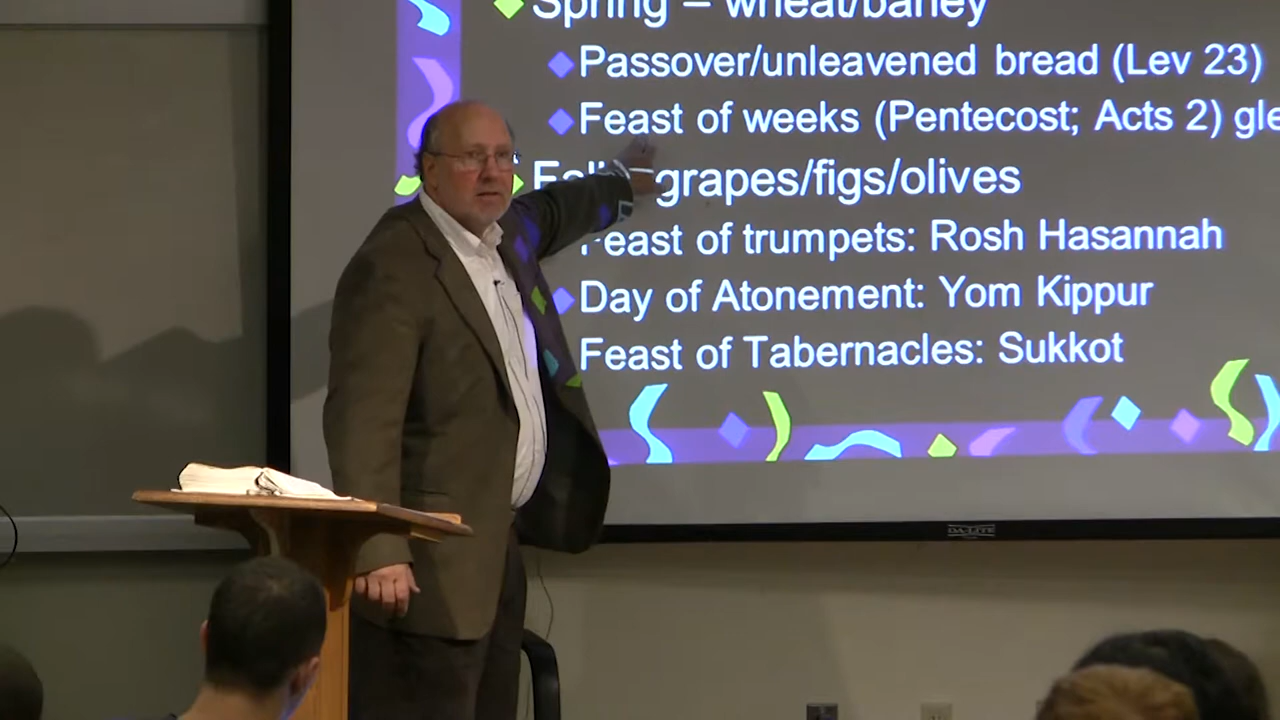 Spring – wheat/barley
Passover/unleavened bread (Lev 23)
Feast of weeks (Pentecost; Acts 2) gle
grapes/figs/olives
Feast of trumpets: Rosh Hasannah
Day of Atonement: Yom Kippur
Feast of Tabernacles: Sukkot
DA-LITE